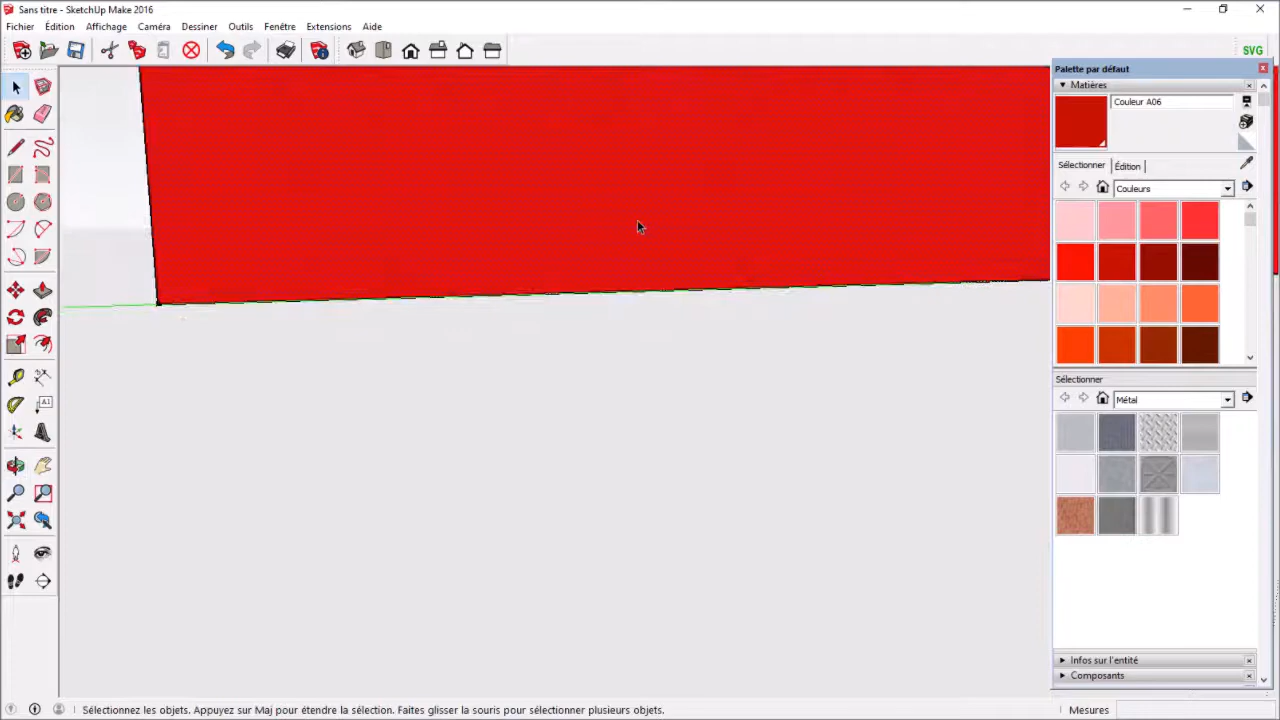 Sans titre - SketchUp Make 2016
Fichier Édition Affichage Caméra Dessiner Outils Fenêtre Extensions Aide
SVG
Palette par défaut
Matières
Couleur A06
Sélectionner Édition
Couleurs
Sélectionner
Métal
A1
Infos sur l'entité
Composants
Sélectionnez les objets. Appuyez sur Maj pour étendre la sélection. Faites glisser la souris pour sélectionner plusieurs objets.
Mesures